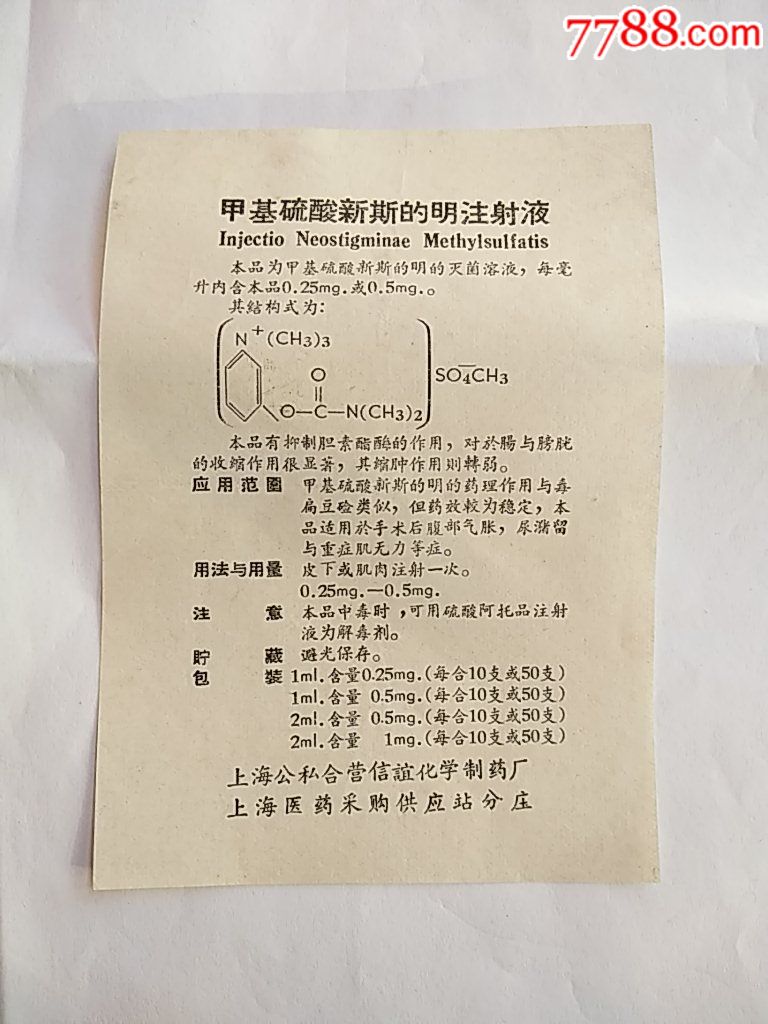 7788.com
甲基硫酸新斯的明注射液
Injectio Neostigminae Methylsulfatis
本品为甲基硫酸新斯的明的灭菌溶液，每毫
升内含本品0.25mg.或0.5mg.。
其结构式为：
N+(CH3)3
O
O—C—N(CH3)2
SO4CH3
本品有抑制胆素酯酶的作用，对於腸与膀胱
的收缩作用很显著，其缩肿作用则转弱。
应用范圍 甲基硫酸新斯的明的药理作用与毒
扁豆硷类似，但药效較为稳定，本
品适用於手术后腹部气胀，尿潴留
与重症肌无力等症。
用法与用量 皮下或肌肉注射一次。
0.25mg.—0.5mg.
注意 本品中毒时，可用硫酸阿托品注射
液为解毒剂。
貯藏 避光保存。
包裝 1ml.含量0.25mg.(每合10支或50支)
1ml.含量 0.5mg.(每合10支或50支)
2ml.含量 0.5mg.(每合10支或50支)
2ml.含量 1mg.(每合10支或50支)
上海公私合营信誼化学制药厂
上海医药采购供应站分庄